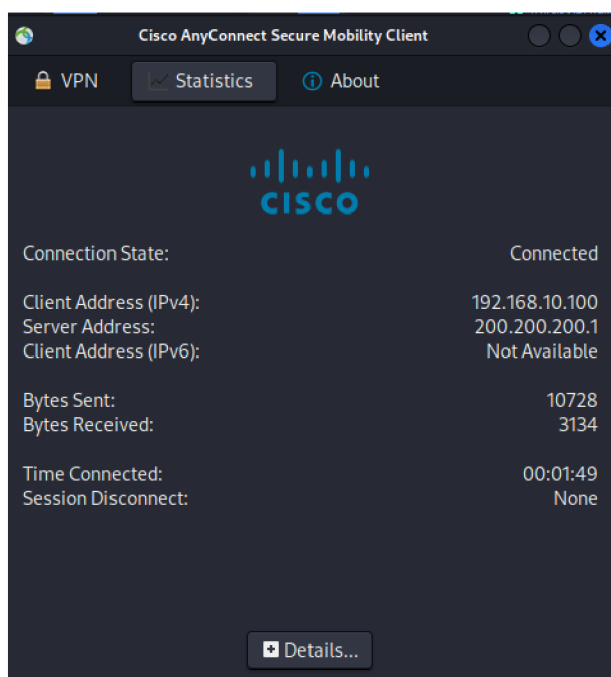 Cisco AnyConnect Secure Mobility Client
VPN Statistics About
CISCO
Connection State: Connected
Client Address (IPv4): 192.168.10.100
Server Address: 200.200.200.1
Client Address (IPv6): Not Available
Bytes Sent: 10728
Bytes Received: 3134
Time Connected: 00:01:49
Session Disconnect: None
Details...